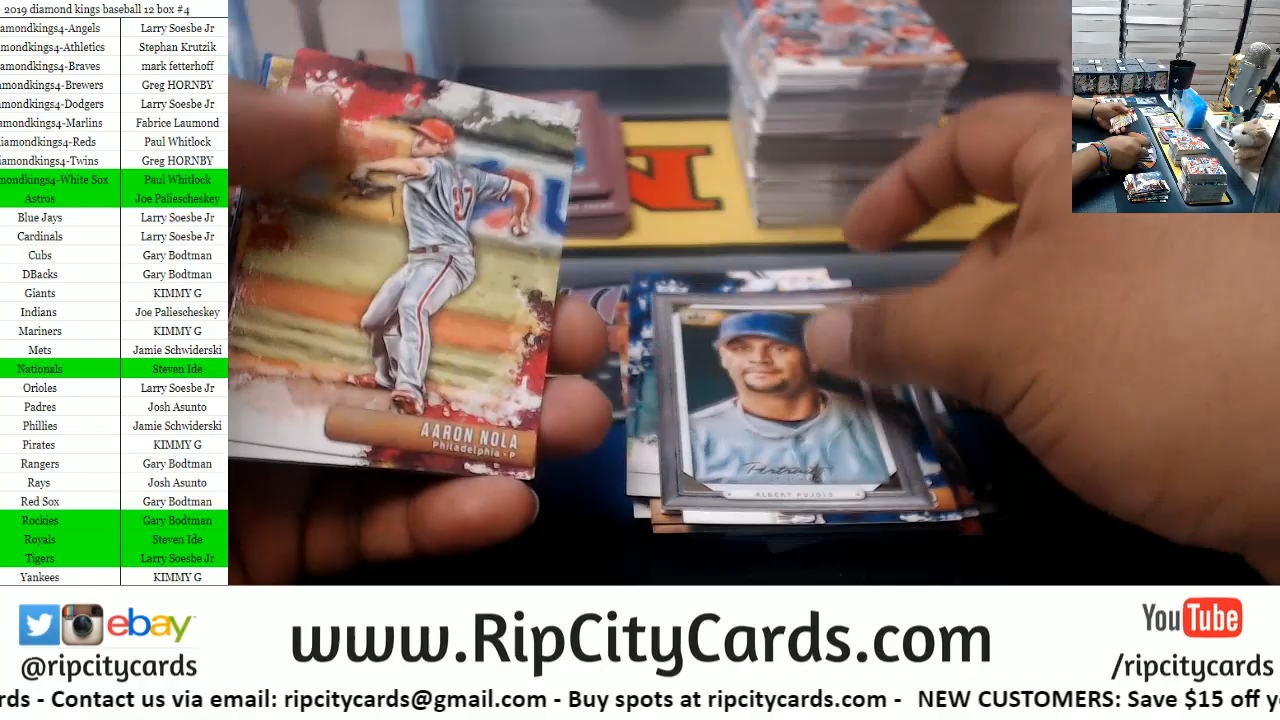 2019 diamond kings baseball 12 box #4
amondkings4-Angels Larry Soesbe Jr
amondkings4-Athletics Stephan Krutzik
amondkings4-Braves mark fetterhoff
amondkings4-Brewers Greg HORNBY
amondkings4-Dodgers Larry Soesbe Jr
amondkings4-Marlins Fabrice Laumond
diamondkings4-Reds Paul Whitlock
iamondkings4-Twins Greg HORNBY
mondkings4-White Sox Paul Whitlock
Astros Joe Paliescheskey
Blue Jays Larry Soesbe Jr
Cardinals Larry Soesbe Jr
Cubs Gary Bodtman
DBacks Gary Bodtman
Giants KIMMY G
Indians Joe Paliescheskey
Mariners KIMMY G
Mets Jamie Schwiderski
Nationals Steven Ide
Orioles Larry Soesbe Jr
Padres Josh Asunto
Phillies Jamie Schwiderski
Pirates KIMMY G
Rangers Gary Bodtman
Rays Josh Asunto
Red Sox Gary Bodtman
Rockies Gary Bodtman
Royals Steven Ide
Tigers Larry Soesbe Jr
Yankees KIMMY G
N
AARON NOLA
Philadelphia - P
Portraits
ALBERT PUJOLS
ebay
@ripcitycards
www.RipCityCards.com
YouTube
/ripcitycards
rds - Contact us via email: ripcitycards@gmail.com - Buy spots at ripcitycards.com - NEW CUSTOMERS: Save $15 off y